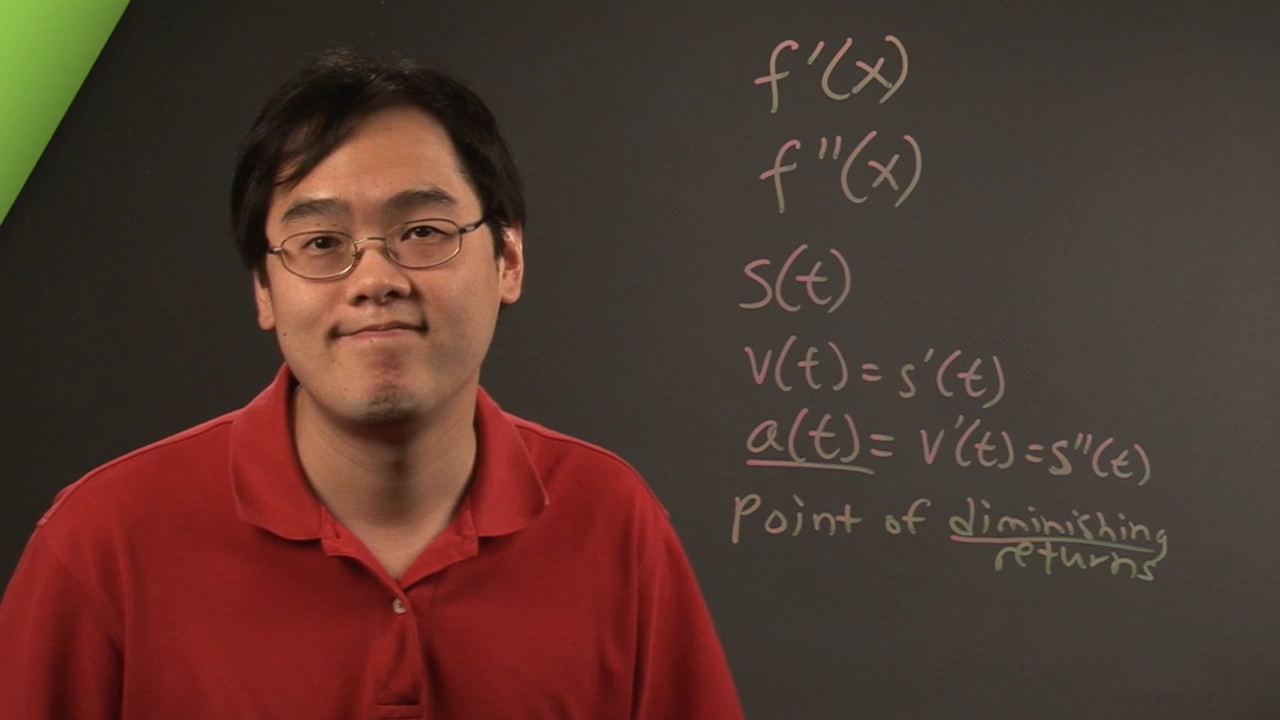 f'(x)
f''(x)
s(t)
v(t) = s'(t)
a(t) = v'(t) = s''(t)
Point of diminishing
returns